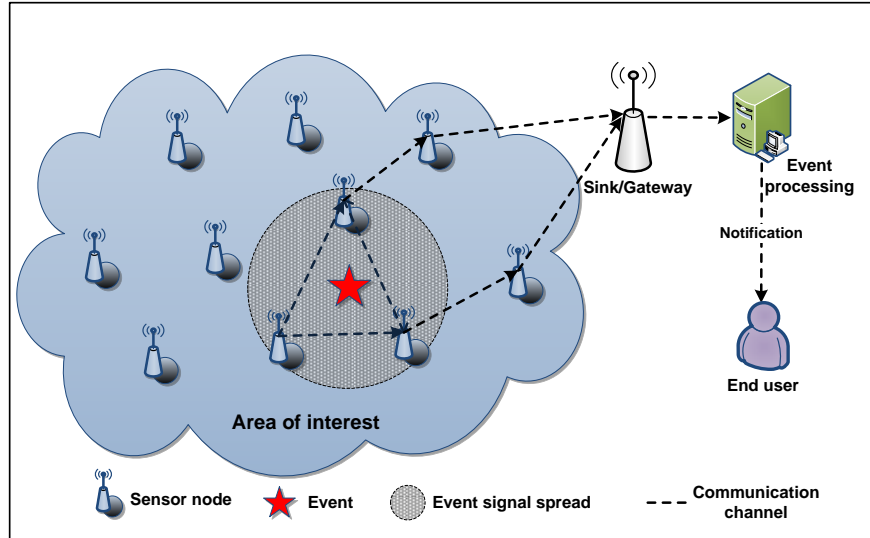 Sink/Gateway
Event
processing
Notification
End user
Area of interest
Sensor node
Event
Event signal spread
Communication
channel